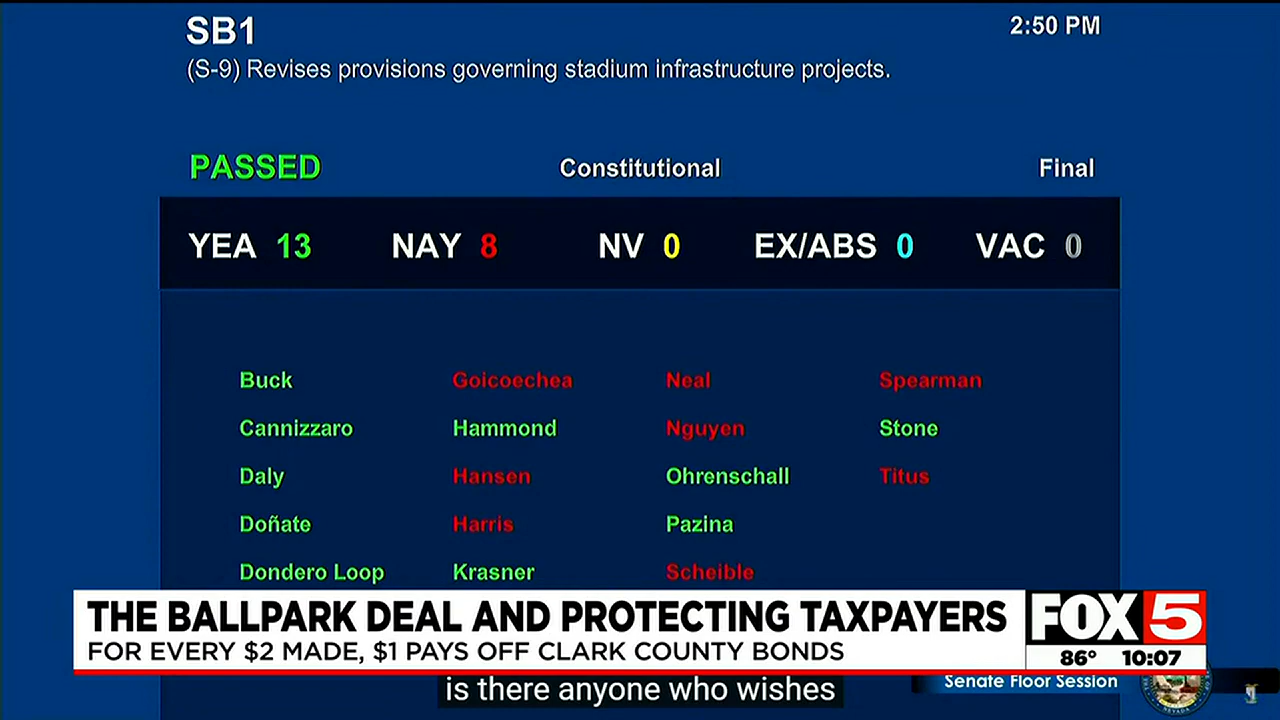 SB1
2:50 PM
(S-9) Revises provisions governing stadium infrastructure projects.
PASSED Constitutional Final
YEA 13 NAY 8 NV 0 EX/ABS 0 VAC 0
Buck Goicoechea Neal Spearman
Cannizzaro Hammond Nguyen Stone
Daly Hansen Ohrenschall Titus
Doñate Harris Pazina
Dondero Loop Krasner Scheible
THE BALLPARK DEAL AND PROTECTING TAXPAYERS
FOR EVERY $2 MADE, $1 PAYS OFF CLARK COUNTY BONDS
FOX 5
86° 10:07
Senate Floor Session
is there anyone who wishes